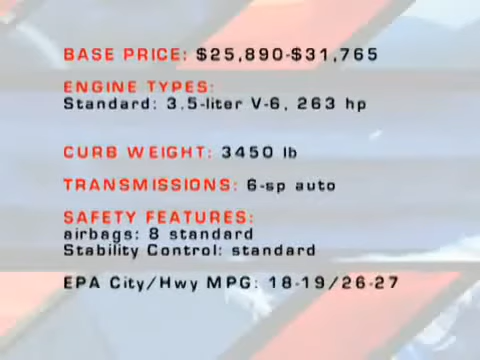 BASE PRICE: $25,890-$31,765
ENGINE TYPES:
Standard: 3.5-liter V-6, 263 hp
CURB WEIGHT: 3450 lb
TRANSMISSIONS: 6-sp auto
SAFETY FEATURES:
airbags: 8 standard
Stability Control: standard
EPA City/Hwy MPG: 18-19/26-27